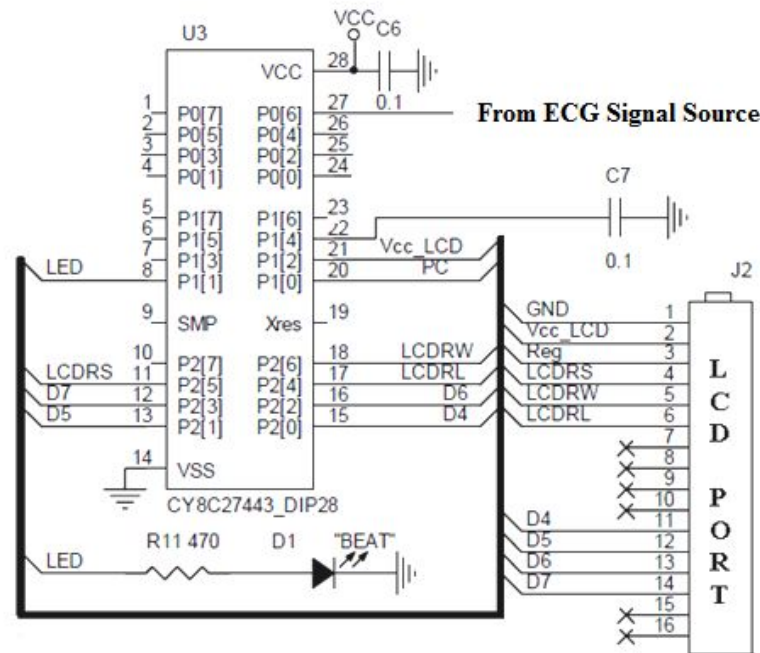 U3
VCC C6
VCC 28
0.1
1 P0[7] P0[6] 27 From ECG Signal Source
2 P0[5] P0[4] 26
3 P0[3] P0[2] 25
4 P0[1] P0[0] 24
C7
0.1
5 P1[7] P1[6] 23
6 P1[5] P1[4] 22
7 P1[3] P1[2] 21 Vcc_LCD
LED 8 P1[1] P1[0] 20 PC
9 SMP Xres 19
10 P2[7] P2[6] 18 LCDRW
LCDRS 11 P2[5] P2[4] 17 LCDRL
D7 12 P2[3] P2[2] 16 D6
D5 13 P2[1] P2[0] 15 D4
14 VSS
CY8C27443_DIP28
LED R11 470 D1 "BEAT"
J2
GND 1
Vcc_LCD 2
Reg 3
LCDRS 4
LCDRW 5
LCDRL 6
7
8
9
10
D4 11
D5 12
D6 13
D7 14
15
16
LCD PORT